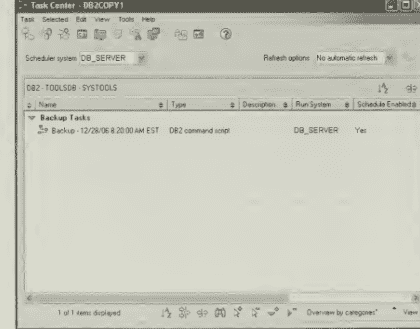 Task Center - DB2COPY1
Task Selected Edit View Tools Help
Scheduler system DB_SERVER Refresh options No automatic refresh
DB2 - TOOLSDB - SYSTOOLS
Name Type Description Run System Schedule Enabled
Backup Tasks
Backup - 12/28/06 8:20:00 AM EST DB2 command script DB_SERVER Yes
1 of 1 items displayed Overview by categories* View